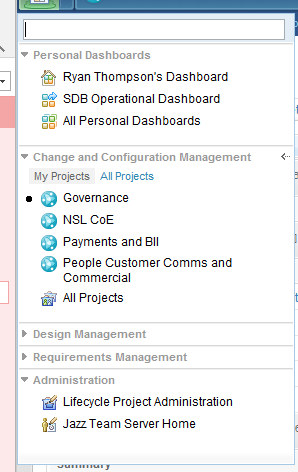 Personal Dashboards
Ryan Thompson's Dashboard
SDB Operational Dashboard
All Personal Dashboards
Change and Configuration Management
My Projects All Projects
Governance
NSL CoE
Payments and BII
People Customer Comms and
Commercial
All Projects
Design Management
Requirements Management
Administration
Lifecycle Project Administration
Jazz Team Server Home
Summary